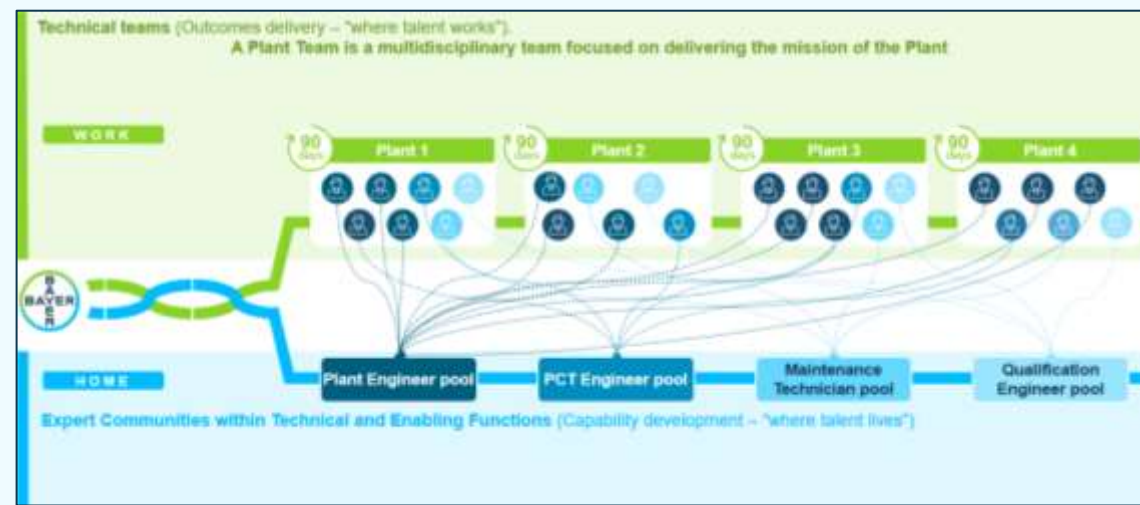 Technical teams (Outcomes delivery – "where talent works").
A Plant Team is a multidisciplinary team focused on delivering the mission of the Plant
WORK
90 days
Plant 1
90 days
Plant 2
90 days
Plant 3
90 days
Plant 4
BAYER
BAYER
HOME
Plant Engineer pool
PCT Engineer pool
Maintenance
Technician pool
Qualification
Engineer pool
Expert Communities within Technical and Enabling Functions (Capability development – "where talent lives")